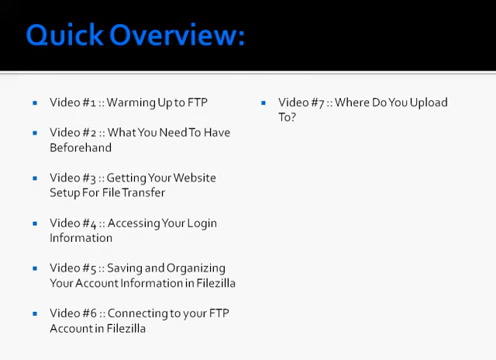 Quick Overview:
Video #1 :: Warming Up to FTP
Video #2 :: What You Need To Have
Beforehand
Video #3 :: Getting Your Website
Setup For File Transfer
Video #4 :: Accessing Your Login
Information
Video #5 :: Saving and Organizing
Your Account Information in Filezilla
Video #6 :: Connecting to your FTP
Account in Filezilla
Video #7 :: Where Do You Upload
To?